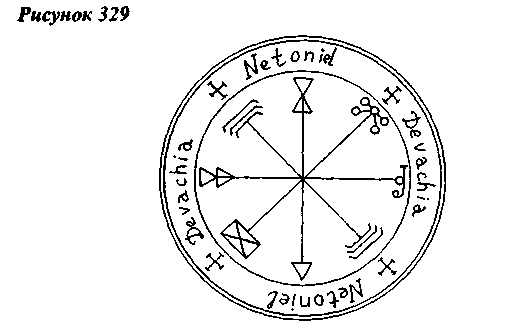 Рисунок 329
Netoniel
Devachia
Netoniel
Devachia